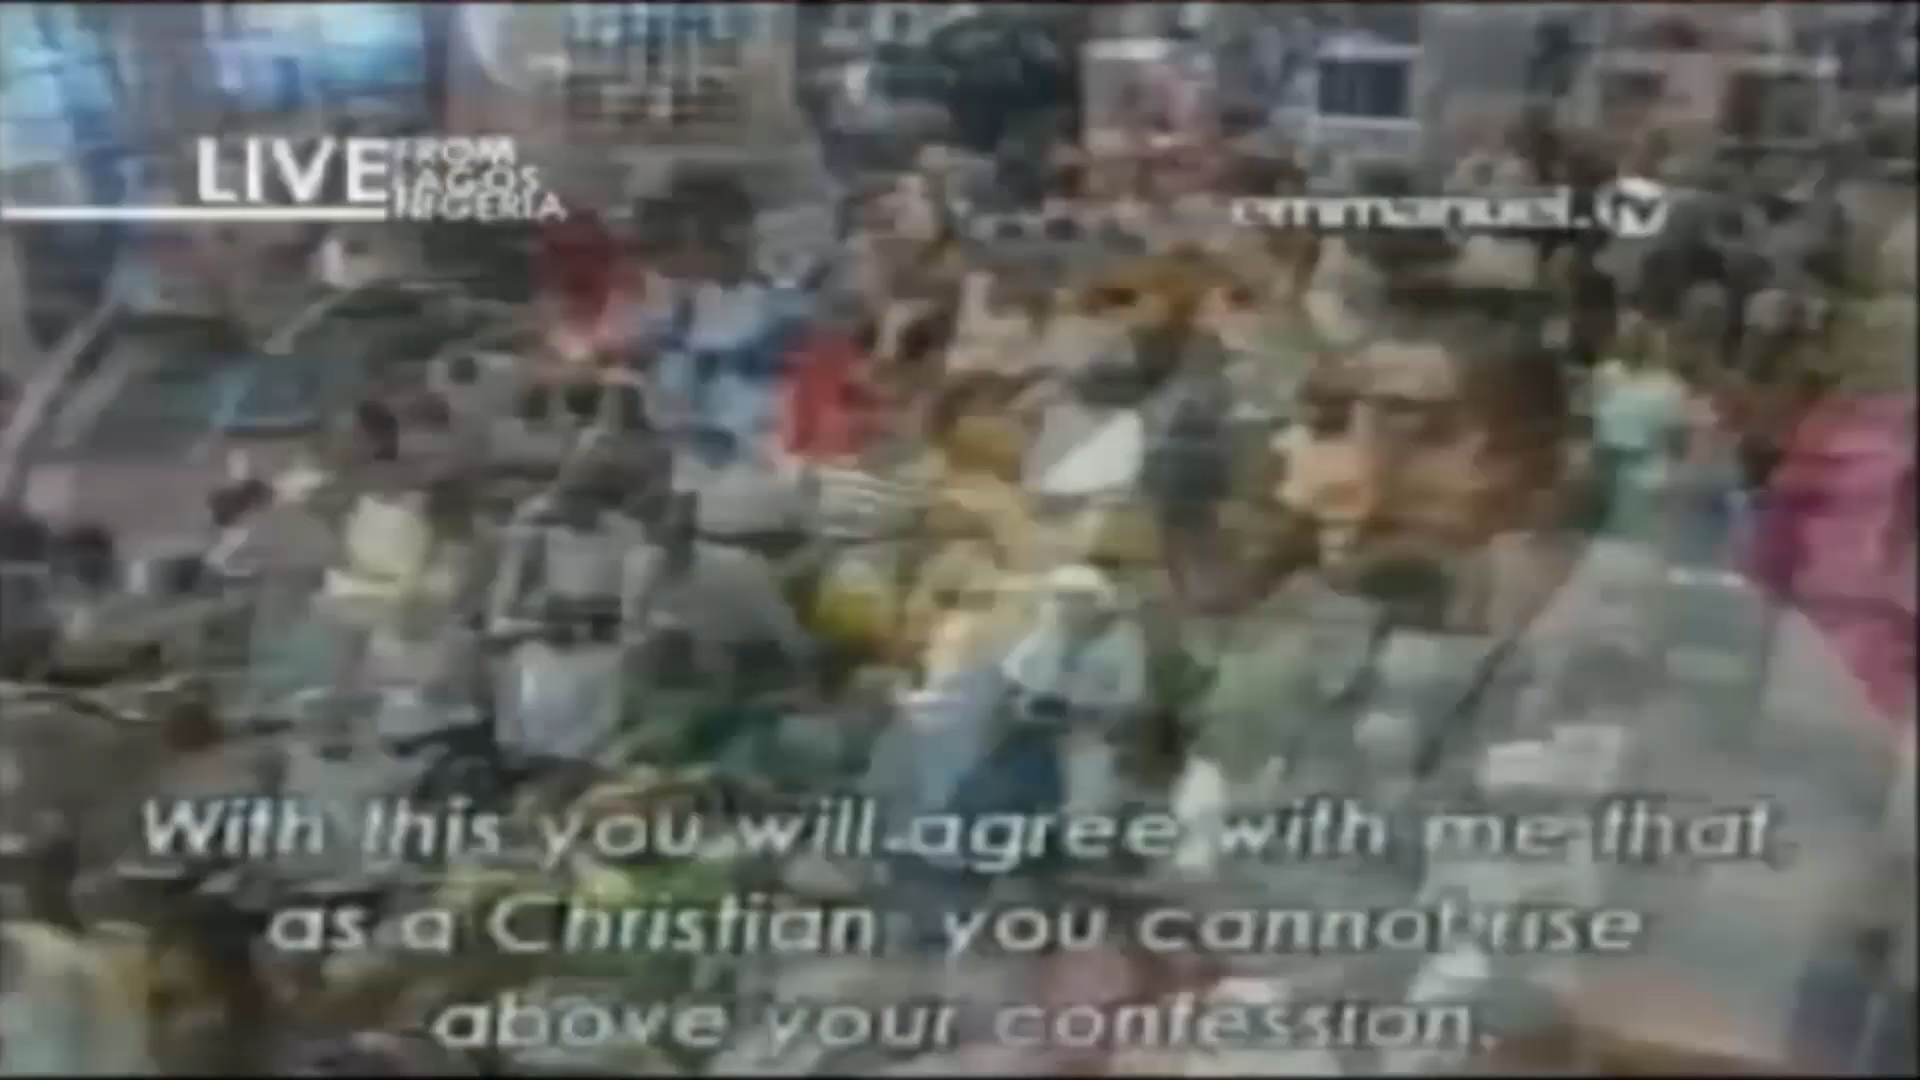 LIVE FROM
LAGOS
NIGERIA
emmanuel.tv
With this you will agree with me that
as a Christian, you cannot rise
above your confession.